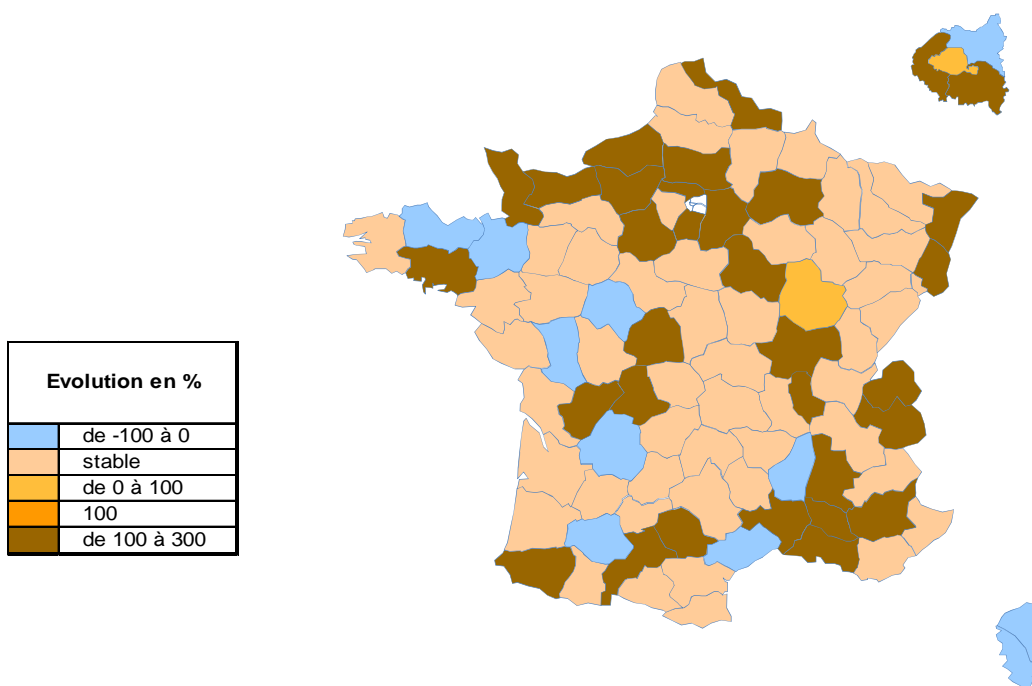 Evolution en %
de -100 à 0
stable
de 0 à 100
100
de 100 à 300